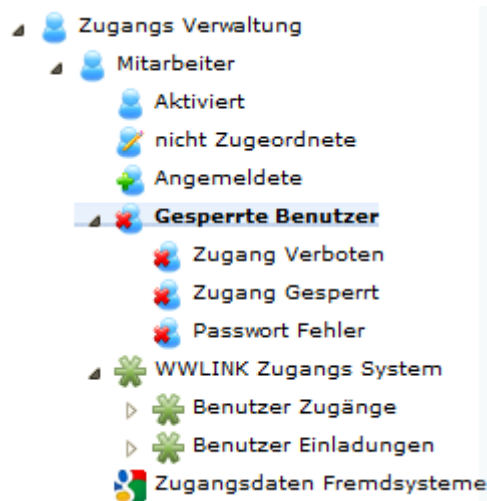 Zugangs Verwaltung
Mitarbeiter
Aktiviert
nicht Zugeordnete
Angemeldete
Gesperrte Benutzer
Zugang Verboten
Zugang Gesperrt
Passwort Fehler
WWLINK Zugangs System
Benutzer Zugänge
Benutzer Einladungen
Zugangsdaten Fremdsysteme